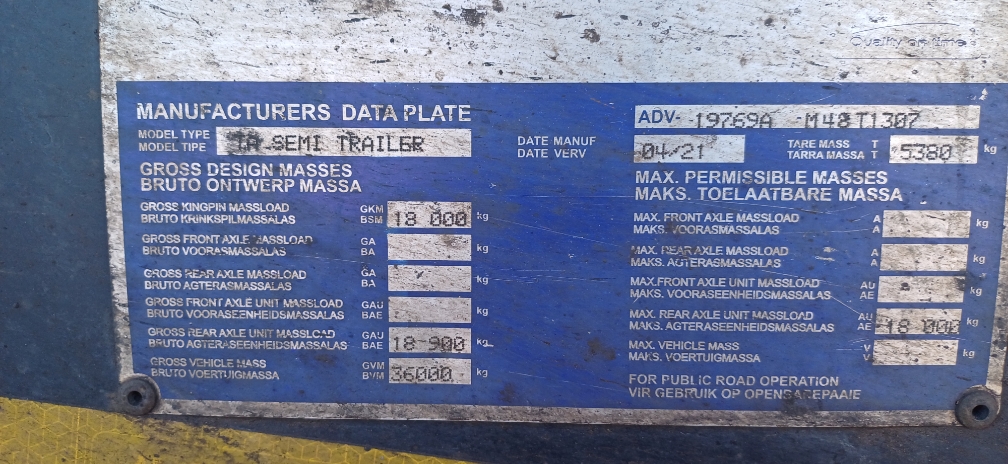 Quality on time
MANUFACTURERS DATA PLATE
MODEL TYPE
MODEL TIPE
TA SEMI TRAILER
GROSS DESIGN MASSES
BRUTO ONTWERP MASSA
GROSS KINGPIN MASSLOAD GKM
BRUTO KRINKSPILMASSALAS BSM 18 000 kg
GROSS FRONT AXLE MASSLOAD GA
BRUTO VOORASMASSALAS BA kg
GROSS REAR AXLE MASSLOAD GA
BRUTO AGTERASMASSALAS BA kg
GROSS FRONT AXLE UNIT MASSLOAD GAU
BRUTO VOORASEENHEIDSMASSALAS BAE kg
GROSS REAR AXLE UNIT MASSLOAD GAU
BRUTO AGTERASEENHEIDSMASSALAS BAE 18-900 kg
GROSS VEHICLE MASS GVM
BRUTO VOERTUIGMASSA BVM 36000 kg
ADV- 19769A -M48T1307
DATE MANUF
DATE VERV
04/21
TARE MASS T
TARRA MASSA T 5380 kg
MAX. PERMISSIBLE MASSES
MAKS. TOELAATBARE MASSA
MAX. FRONT AXLE MASSLOAD A
MAKS. VOORASMASSALAS A kg
MAX. REAR AXLE MASSLOAD A
MAKS. AGTERASMASSALAS A kg
MAX.FRONT AXLE UNIT MASSLOAD AU
MAKS. VOORASEENHEIDSMASSALAS AE kg
MAX. REAR AXLE UNIT MASSLOAD AU
MAKS. AGTERASEENHEIDSMASSALAS AE 18 000 kg
MAX. VEHICLE MASS V
MAKS. VOERTUIGMASSA V kg
FOR PUBLIC ROAD OPERATION
VIR GEBRUIK OP OPENBAREPAAIE